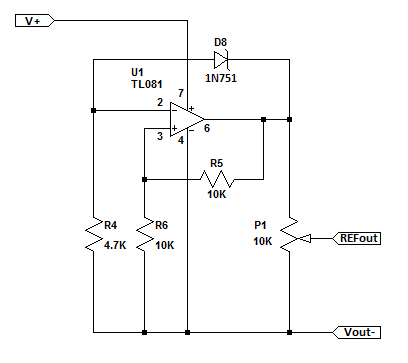 V+
D8
1N751
U1
TL081
7
2
+
−
6
3
+
4
−
R5
10K
R4
4.7K
R6
10K
P1
10K
REFout
Vout-